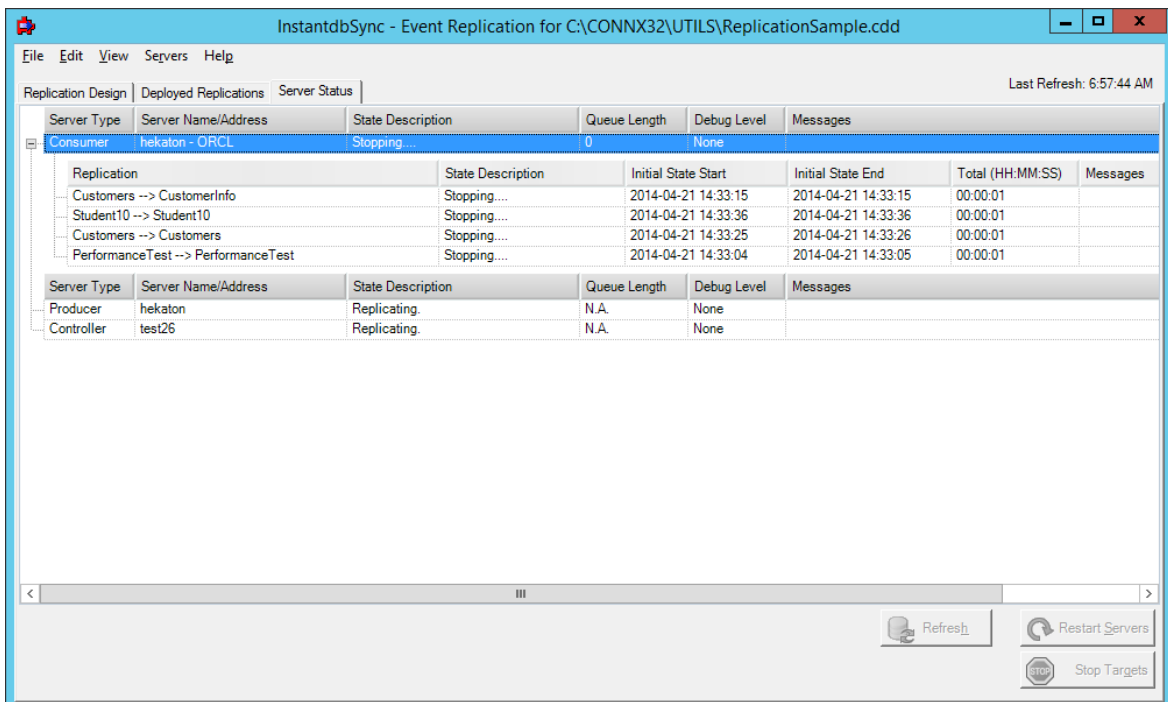 InstantdbSync - Event Replication for C:\CONNX32\UTILS\ReplicationSample.cdd
File Edit View Servers Help
Replication Design Deployed Replications Server Status Last Refresh: 6:57:44 AM
Server Type Server Name/Address State Description Queue Length Debug Level Messages
Consumer hekaton - ORCL Stopping.... 0 None
Replication State Description Initial State Start Initial State End Total (HH:MM:SS) Messages
Customers --> CustomerInfo Stopping.... 2014-04-21 14:33:15 2014-04-21 14:33:15 00:00:01
Student10 --> Student10 Stopping.... 2014-04-21 14:33:36 2014-04-21 14:33:36 00:00:01
Customers --> Customers Stopping.... 2014-04-21 14:33:25 2014-04-21 14:33:26 00:00:01
PerformanceTest --> PerformanceTest Stopping.... 2014-04-21 14:33:04 2014-04-21 14:33:05 00:00:01
Server Type Server Name/Address State Description Queue Length Debug Level Messages
Producer hekaton Replicating. N.A. None
Controller test26 Replicating. N.A. None
Refresh Restart Servers
STOP Stop Targets